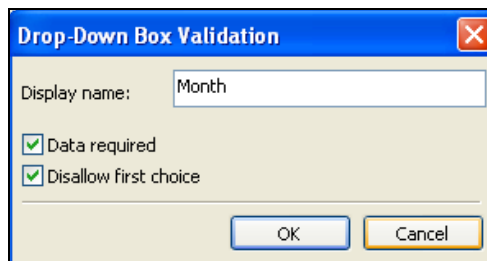 Drop-Down Box Validation
Display name: Month
Data required
Disallow first choice
OK Cancel